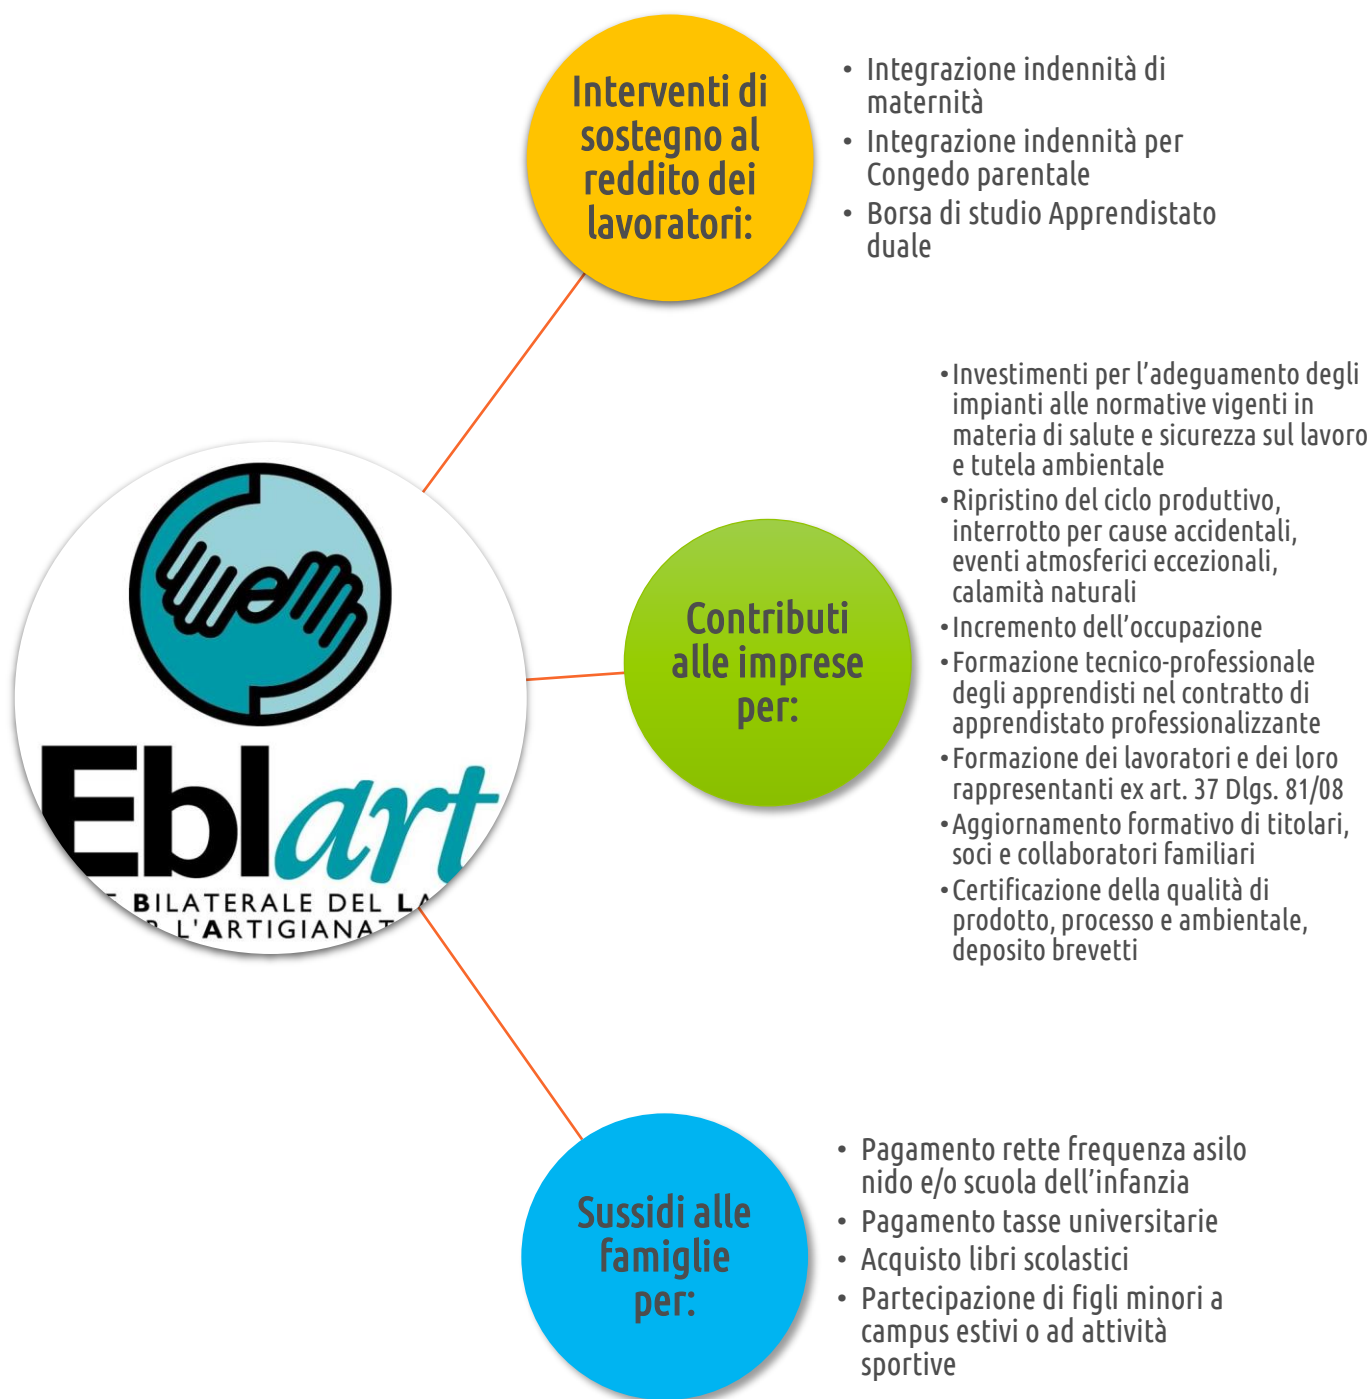 Interventi di
sostegno al
reddito dei
lavoratori:
• Integrazione indennità di
maternità
• Integrazione indennità per
Congedo parentale
• Borsa di studio Apprendistato
duale
Eblart
BILATERALE DEL
L'ARTIGIANAT
Contributi
alle imprese
per:
• Investimenti per l’adeguamento degli
impianti alle normative vigenti in
materia di salute e sicurezza sul lavoro
e tutela ambientale
• Ripristino del ciclo produttivo,
interrotto per cause accidentali,
eventi atmosferici eccezionali,
calamità naturali
• Incremento dell’occupazione
• Formazione tecnico-professionale
degli apprendisti nel contratto di
apprendistato professionalizzante
• Formazione dei lavoratori e dei loro
rappresentanti ex art. 37 Dlgs. 81/08
• Aggiornamento formativo di titolari,
soci e collaboratori familiari
• Certificazione della qualità di
prodotto, processo e ambientale,
deposito brevetti
Sussidi alle
famiglie
per:
• Pagamento rette frequenza asilo
nido e/o scuola dell’infanzia
• Pagamento tasse universitarie
• Acquisto libri scolastici
• Partecipazione di figli minori a
campus estivi o ad attività
sportive